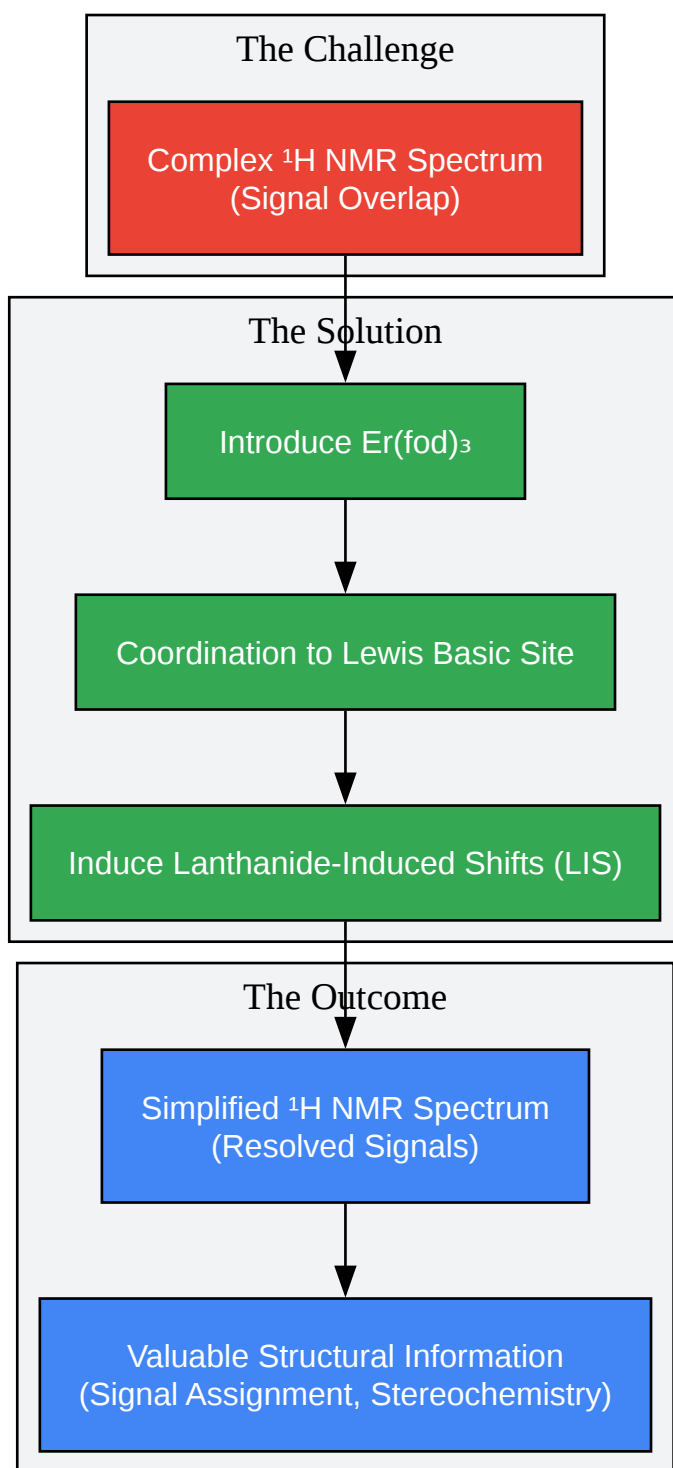 The Challenge
Complex ¹H NMR Spectrum
(Signal Overlap)
The Solution
Introduce Er(fod)₃
Coordination to Lewis Basic Site
Induce Lanthanide-Induced Shifts (LIS)
The Outcome
Simplified ¹H NMR Spectrum
(Resolved Signals)
Valuable Structural Information
(Signal Assignment, Stereochemistry)